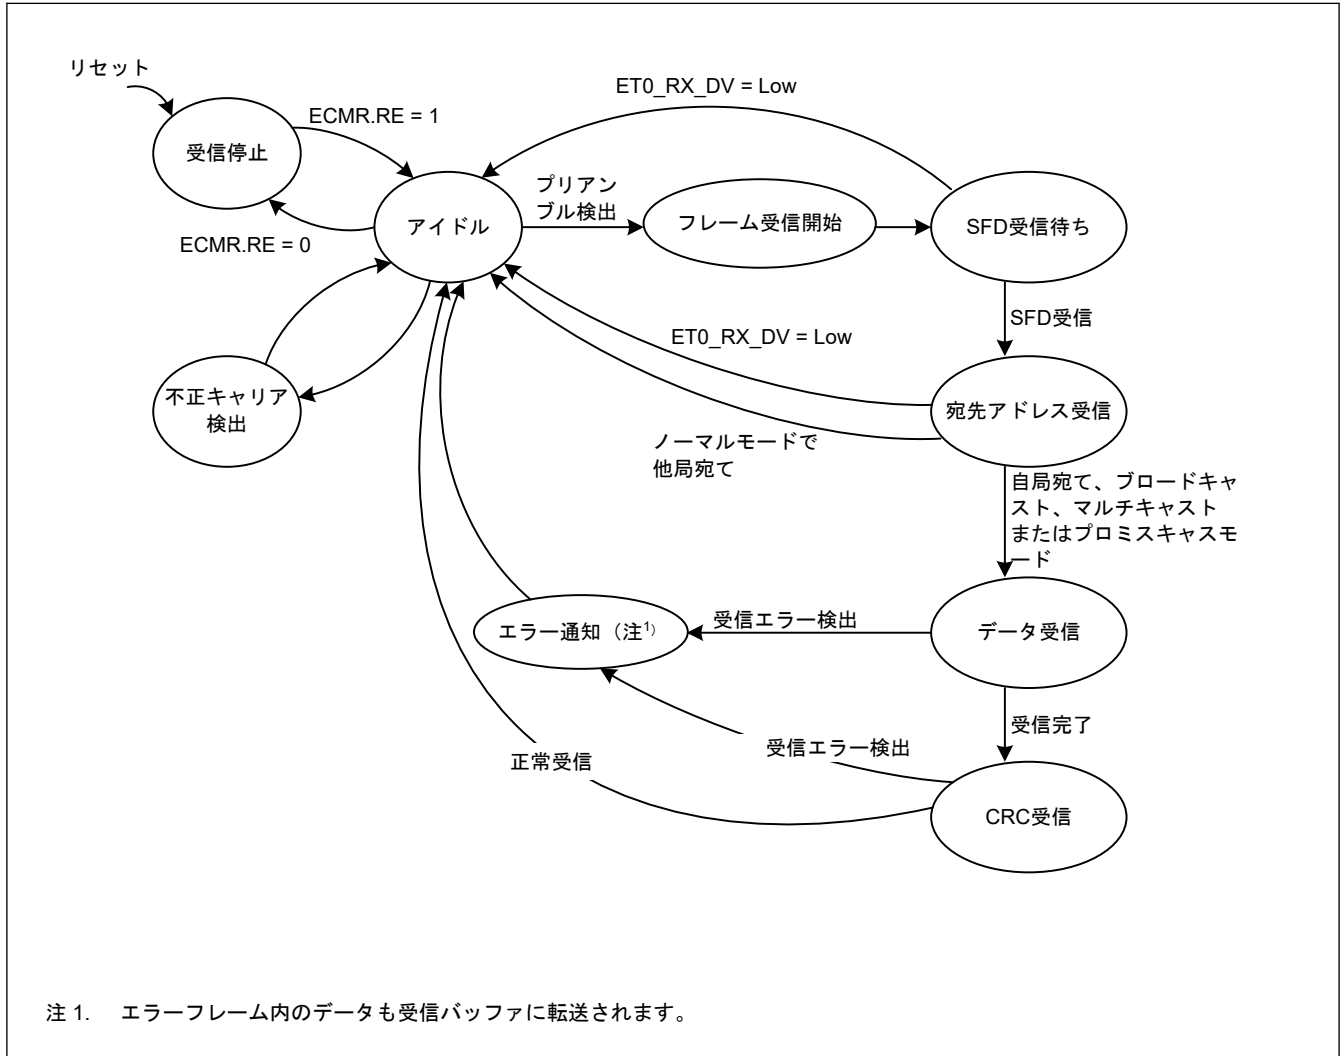 リセット
ET0_RX_DV = Low
ECMR.RE = 1
受信停止
プリアン
ブル検出
アイドル
フレーム受信開始
SFD受信待ち
ECMR.RE = 0
SFD受信
ET0_RX_DV = Low
不正キャリア
検出
宛先アドレス受信
ノーマルモードで
他局宛て
自局宛て、ブロードキャ
スト、マルチキャスト
またはプロミスキャスモ
ード
エラー通知（注1）
受信エラー検出
データ受信
受信完了
受信エラー検出
正常受信
CRC受信
注 1. エラーフレーム内のデータも受信バッファに転送されます。